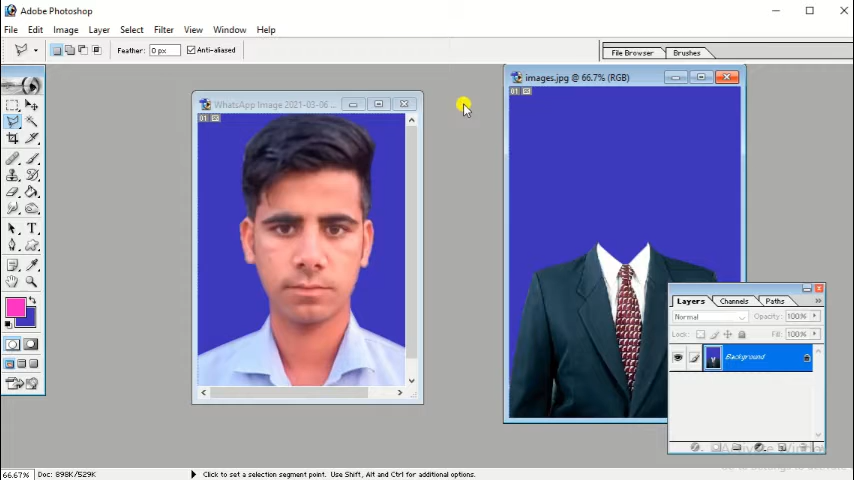 Adobe Photoshop
File Edit Image Layer Select Filter View Window Help
Feather: 0 px Anti-aliased
File Browser Brushes
WhatsApp Image 2021-03-06 ...
01
images.jpg @ 66.7% (RGB)
01
Layers Channels Paths
Normal Opacity: 100%
Lock: Fill: 100%
Background
66.67% Doc: 898K/529K Click to set a selection segment point. Use Shift, Alt and Ctrl for additional options.